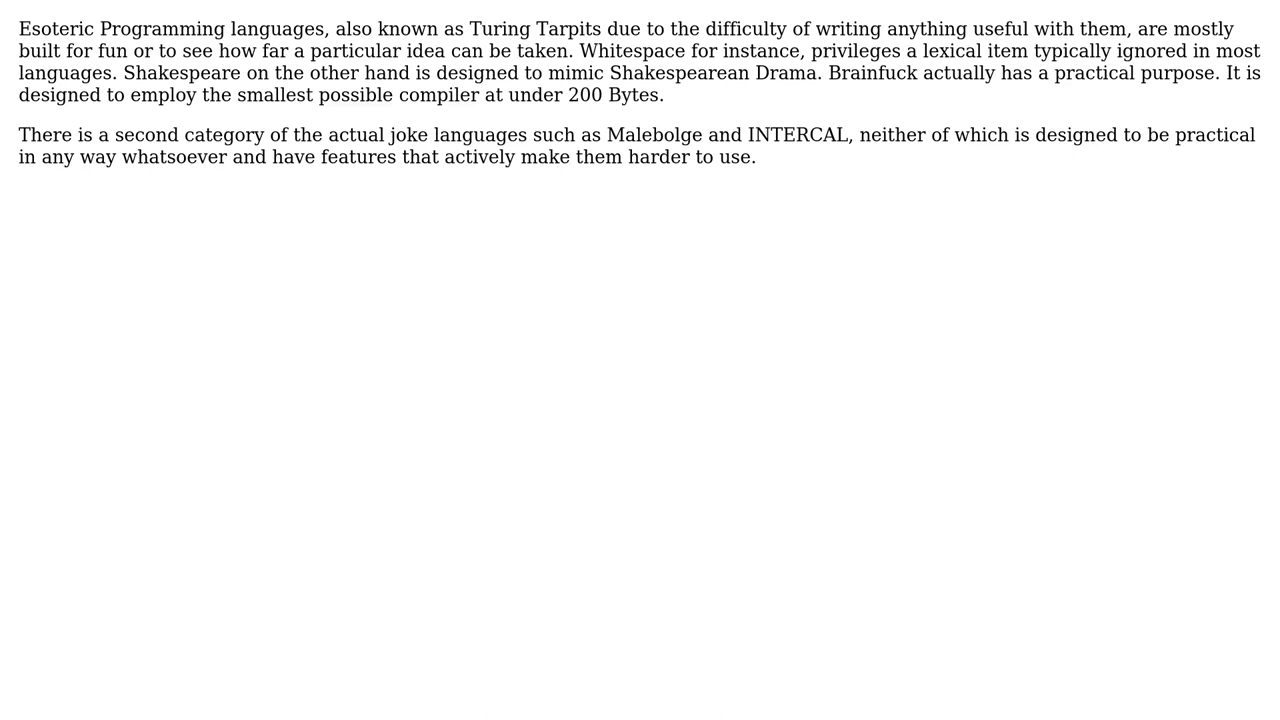 Esoteric Programming languages, also known as Turing Tarpits due to the difficulty of writing anything useful with them, are mostly
built for fun or to see how far a particular idea can be taken. Whitespace for instance, privileges a lexical item typically ignored in most
languages. Shakespeare on the other hand is designed to mimic Shakespearean Drama. Brainfuck actually has a practical purpose. It is
designed to employ the smallest possible compiler at under 200 Bytes.
There is a second category of the actual joke languages such as Malebolge and INTERCAL, neither of which is designed to be practical
in any way whatsoever and have features that actively make them harder to use.